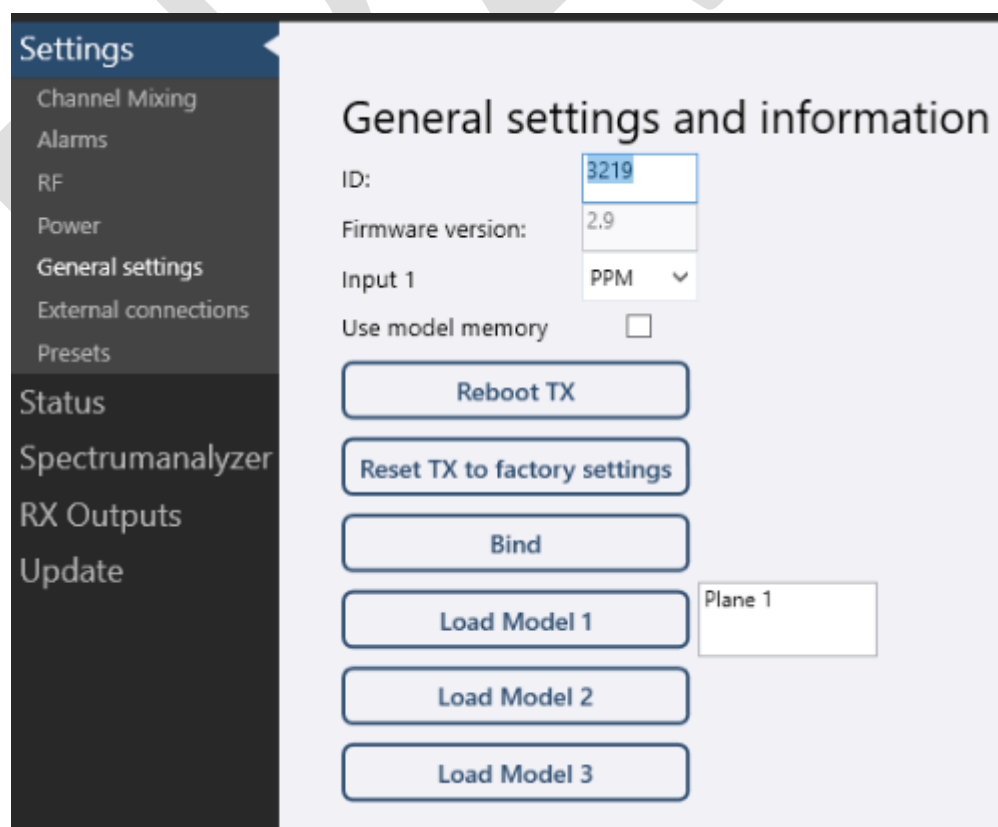 Settings
Channel Mixing
Alarms
RF
Power
General settings
External connections
Presets
Status
Spectrumanalyzer
RX Outputs
Update
General settings and information
ID: 3219
Firmware version: 2.9
Input 1 PPM
Use model memory
Reboot TX
Reset TX to factory settings
Bind
Load Model 1 Plane 1
Load Model 2
Load Model 3